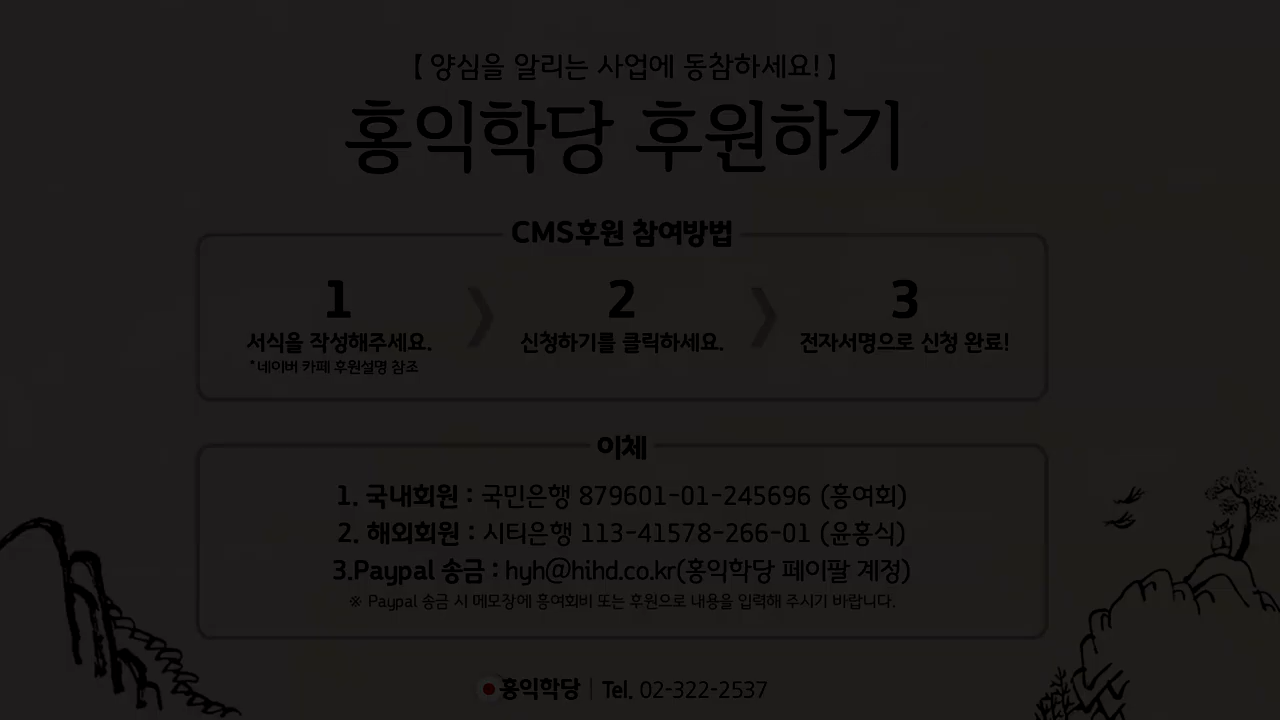 【 양심을 알리는 사업에 동참하세요! 】
홍익학당 후원하기
CMS후원 참여방법
1
2
3
서식을 작성해주세요.
신청하기를 클릭하세요.
전자서명으로 신청 완료!
*네이버 카페 후원설명 참조
이체
1. 국내회원 : 국민은행 879601-01-245696 (흥여회)
2. 해외회원 : 시티은행 113-41578-266-01 (윤홍식)
3.Paypal 송금 : hyh@hihd.co.kr(홍익학당 페이팔 계정)
※ Paypal 송금 시 메모장에 흥여회비 또는 후원으로 내용을 입력해 주시기 바랍니다.
홍익학당 | Tel. 02-322-2537